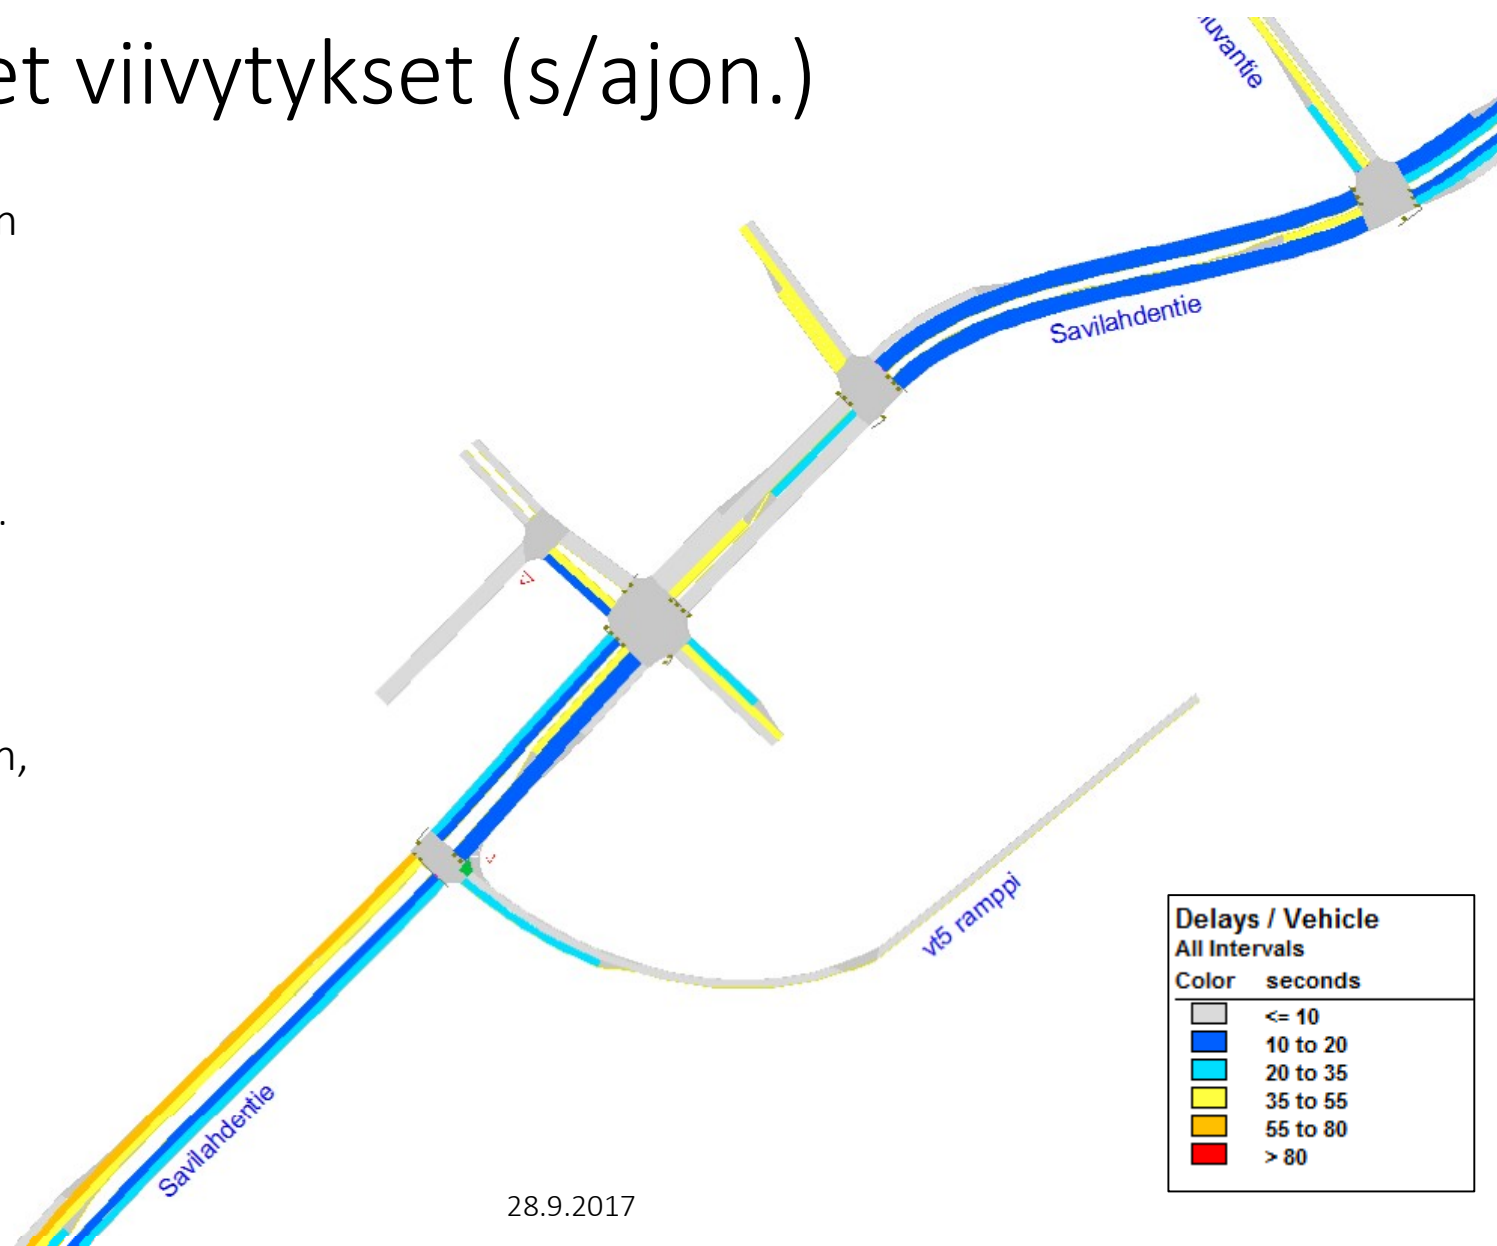 et viivytykset (s/ajon.)
uvantie
n
Savilahdentie
.
n,
vt5 ramppi
Savilahdentie
Delays / Vehicle
All Intervals
Color seconds
<= 10
10 to 20
20 to 35
35 to 55
55 to 80
> 80
28.9.2017